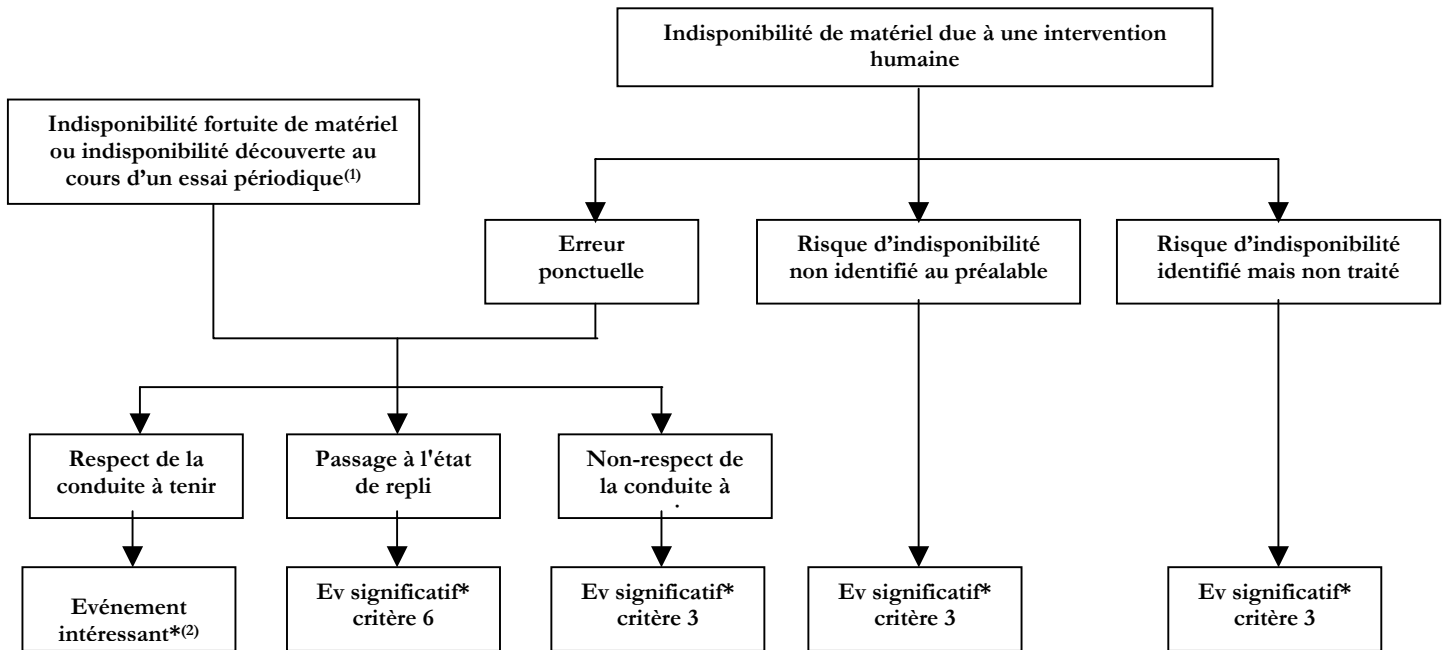 Indisponibilité de matériel due à une intervention
humaine
Indisponibilité fortuite de matériel
ou indisponibilité découverte au
cours d'un essai périodique(1)
Erreur
ponctuelle
Risque d'indisponibilité
non identifié au préalable
Risque d'indisponibilité
identifié mais non traité
Respect de la
conduite à tenir
Passage à l'état
de repli
Non-respect de
la conduite à
Evénement
intéressant*(2)
Ev significatif*
critère 6
Ev significatif*
critère 3
Ev significatif*
critère 3
Ev significatif*
critère 3